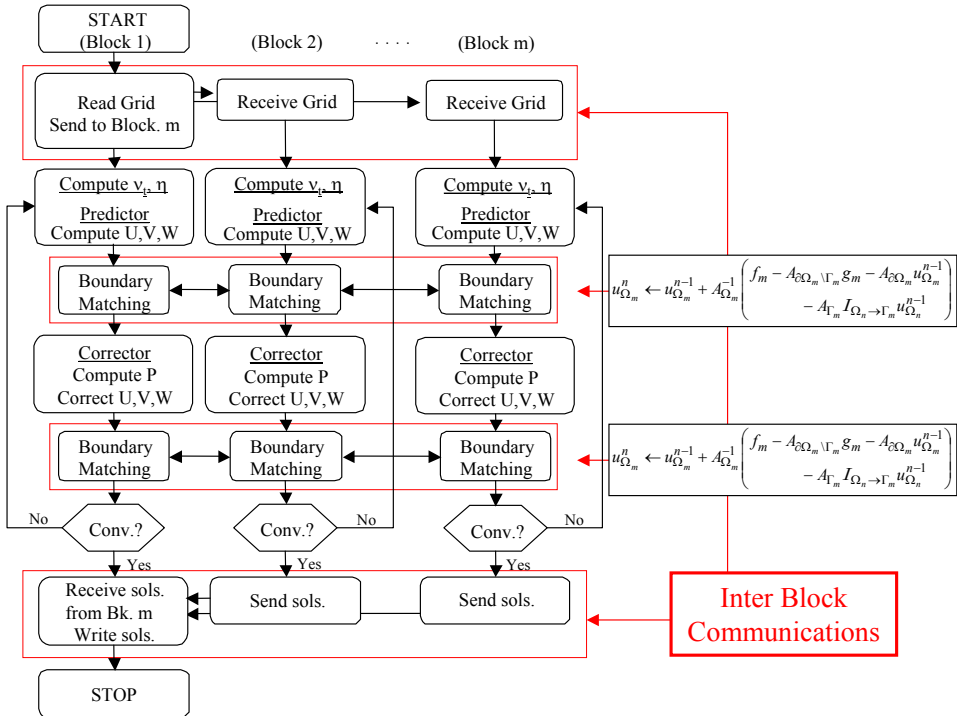 START
(Block 1)
(Block 2)
· · · ·
(Block m)
Read Grid
Send to Block. m
Receive Grid
Receive Grid
Compute νt, η
Predictor
Compute U,V,W
Compute νt, η
Predictor
Compute U,V,W
Compute νt, η
Predictor
Compute U,V,W
Boundary
Matching
Boundary
Matching
Boundary
Matching
u^n_{Ω_m} ← u^{n-1}_{Ω_m} + A^{-1}_{Ω_m} ( f_m − A_{∂Ω_m\Γ_m} g_m − A_{∂Ω_m} u^{n-1}_{Ω_m}
− A_{Γ_m} I_{Ω_n→Γ_m} u^{n-1}_{Ω_n} )
Corrector
Compute P
Correct U,V,W
Corrector
Compute P
Correct U,V,W
Corrector
Compute P
Correct U,V,W
Boundary
Matching
Boundary
Matching
Boundary
Matching
u^n_{Ω_m} ← u^{n-1}_{Ω_m} + A^{-1}_{Ω_m} ( f_m − A_{∂Ω_m\Γ_m} g_m − A_{∂Ω_m} u^{n-1}_{Ω_m}
− A_{Γ_m} I_{Ω_n→Γ_m} u^{n-1}_{Ω_n} )
No
Conv.?
Conv.?
No
Conv.?
No
Yes
Yes
Yes
Receive sols.
from Bk. m
Write sols.
Send sols.
Send sols.
Inter Block
Communications
STOP